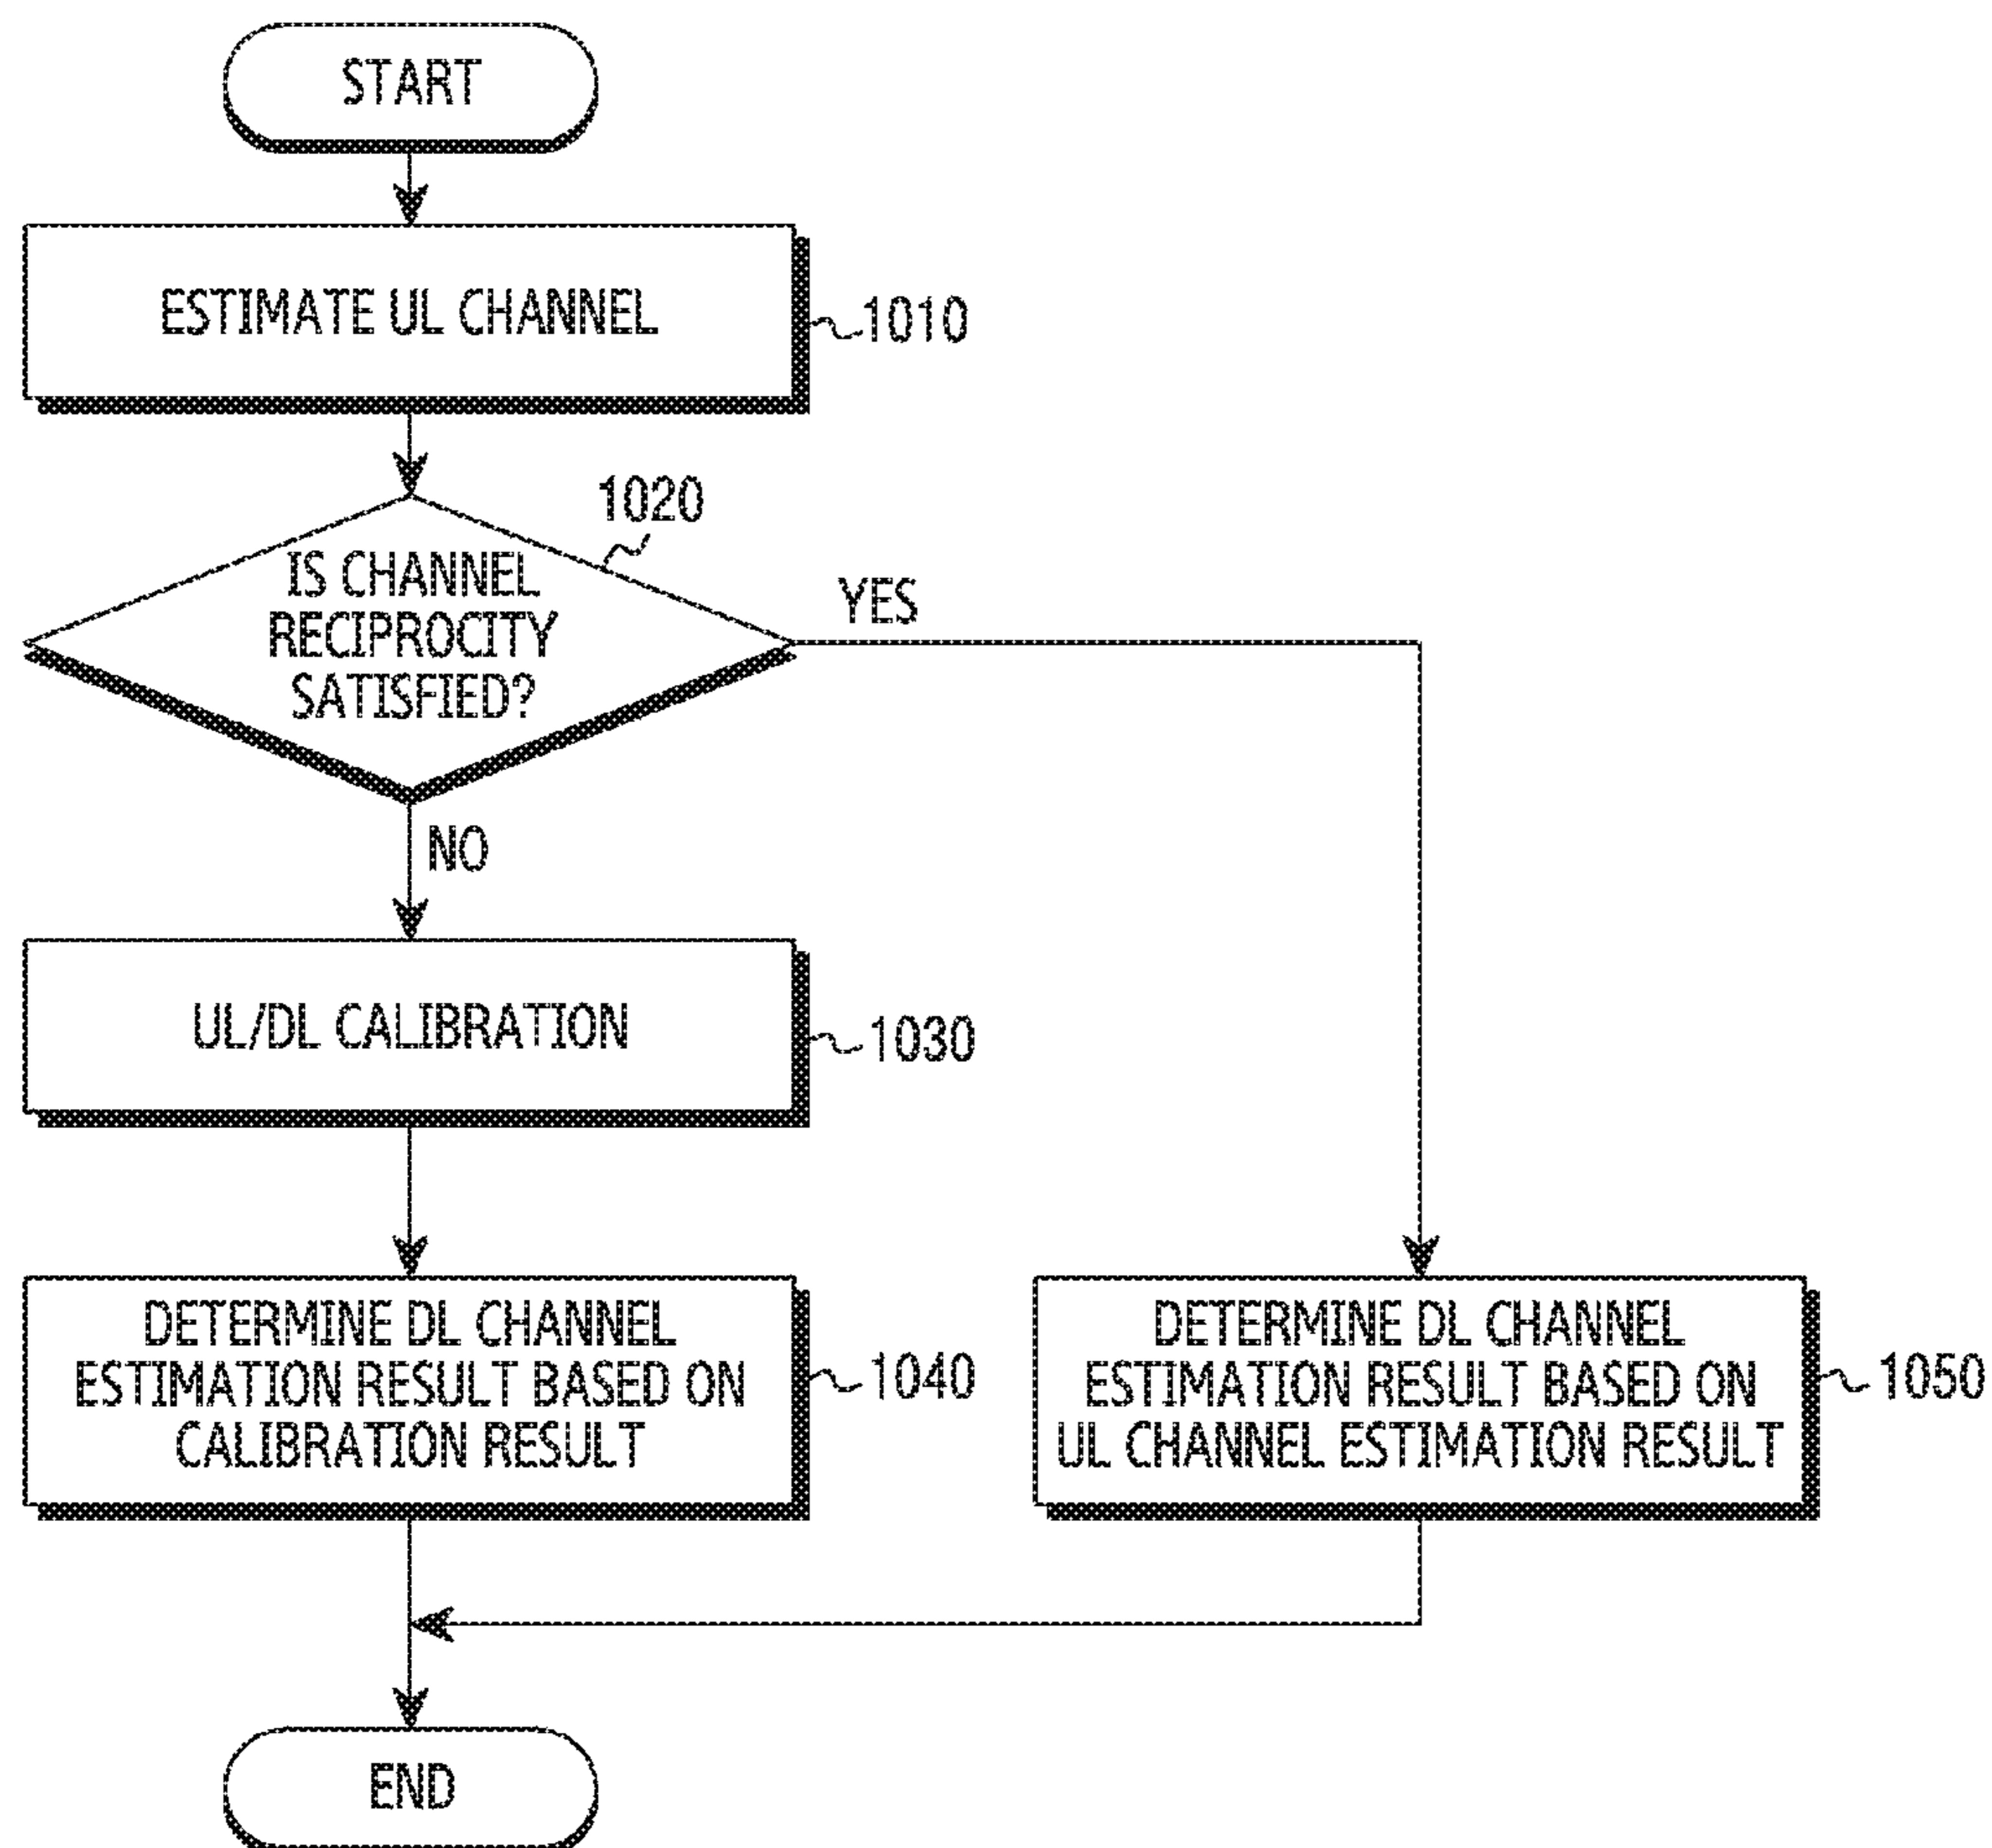 START
ESTIMATE UL CHANNEL
1010
1020
IS CHANNEL
RECIPROCITY
SATISFIED?
YES
NO
UL/DL CALIBRATION
1030
DETERMINE DL CHANNEL
ESTIMATION RESULT BASED ON
CALIBRATION RESULT
1040
DETERMINE DL CHANNEL
ESTIMATION RESULT BASED ON
UL CHANNEL ESTIMATION RESULT
1050
END